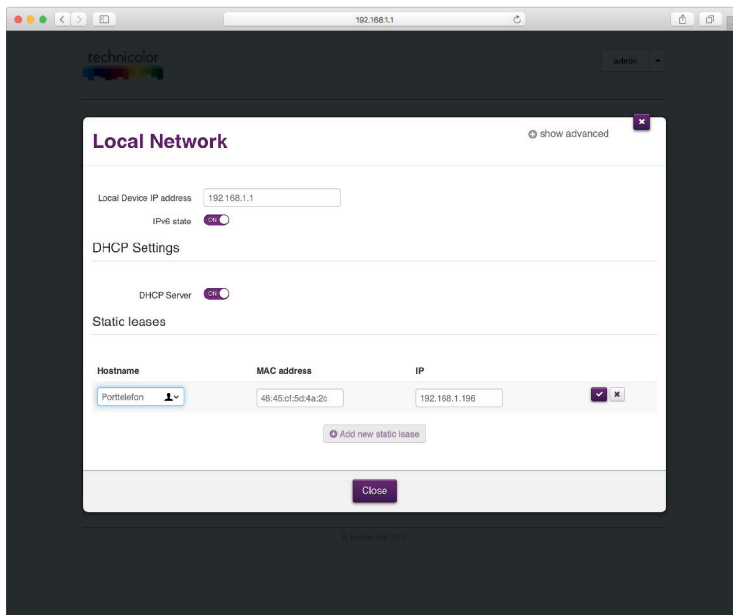 192.168.1.1
technicolor
admin
Local Network
show advanced
Local Device IP address
192.168.1.1
IPv6 state
ON
DHCP Settings
DHCP Server
ON
Static leases
Hostname MAC address IP
Porttelefon 48:45:cf:5d:4a:2c 192.168.1.196
Add new static lease
Close